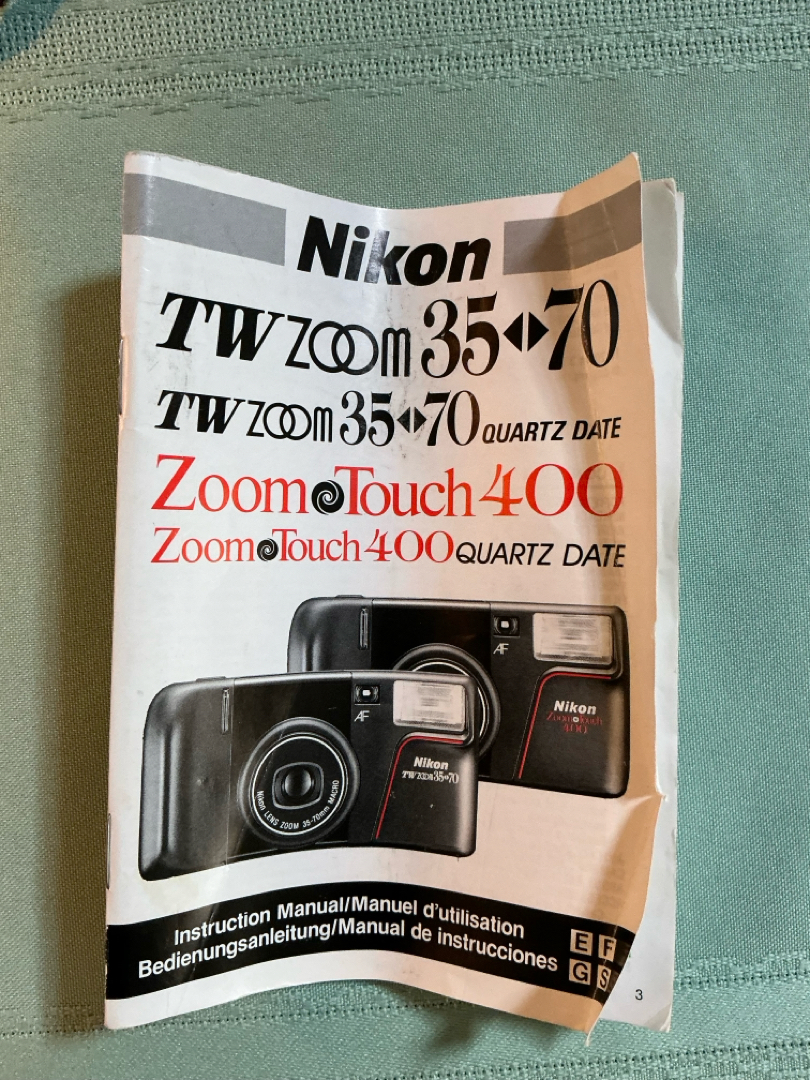 Nikon
TW ZOOM 35◆70
TW ZOOM 35◆70 QUARTZ DATE
Zoom Touch 400
Zoom Touch 400 QUARTZ DATE
AF
Nikon
Zoom Touch
400
AF
Nikon
TW ZOOM 35◆70
NIKON LENS ZOOM 35-70mm MACRO
Instruction Manual/Manuel d'utilisation
Bedienungsanleitung/Manual de instrucciones
E F
G S
3